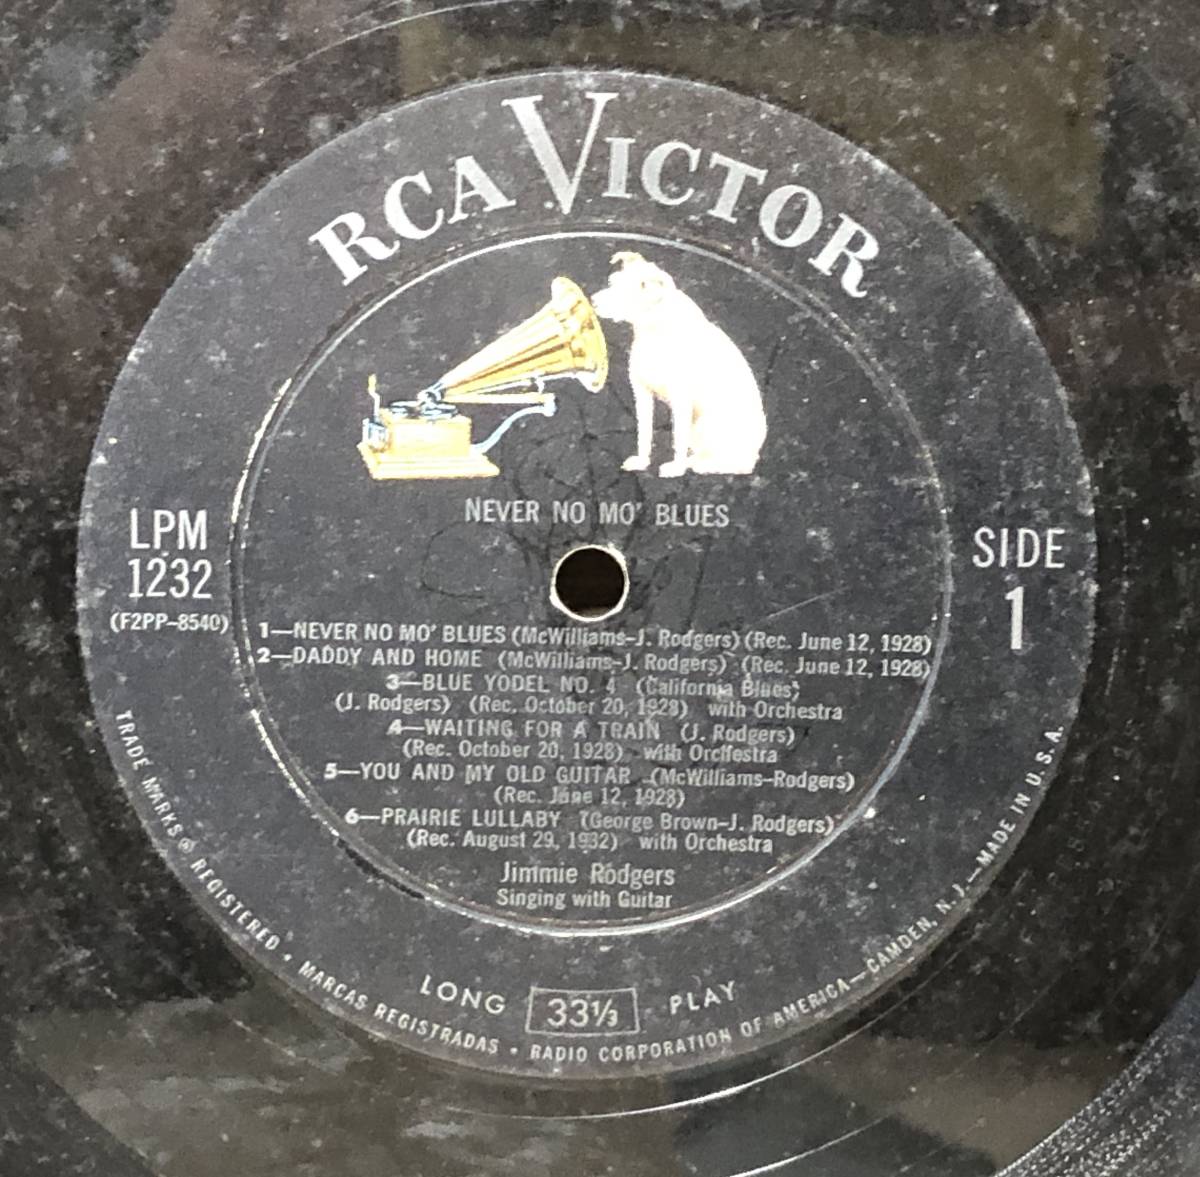 RCA VICTOR
NEVER NO MO' BLUES
LPM
1232
(F2PP-8540)
SIDE
1
1—NEVER NO MO' BLUES (McWilliams-J. Rodgers) (Rec. June 12, 1928)
2—DADDY AND HOME (McWilliams-J. Rodgers) (Rec. June 12, 1928)
3—BLUE YODEL NO. 4 (California Blues)
(J. Rodgers) (Rec. October 20, 1928) with Orchestra
4—WAITING FOR A TRAIN (J. Rodgers)
(Rec. October 20, 1928) with Orchestra
5—YOU AND MY OLD GUITAR (McWilliams-Rodgers)
(Rec. June 12, 1928)
6—PRAIRIE LULLABY (George Brown-J. Rodgers)
(Rec. August 29, 1932) with Orchestra
Jimmie Rodgers
Singing with Guitar
LONG 33⅓ PLAY
TRADE MARKS ® REGISTERED • MARCAS REGISTRADAS • RADIO CORPORATION OF AMERICA—CAMDEN, N. J.—MADE IN U. S. A.